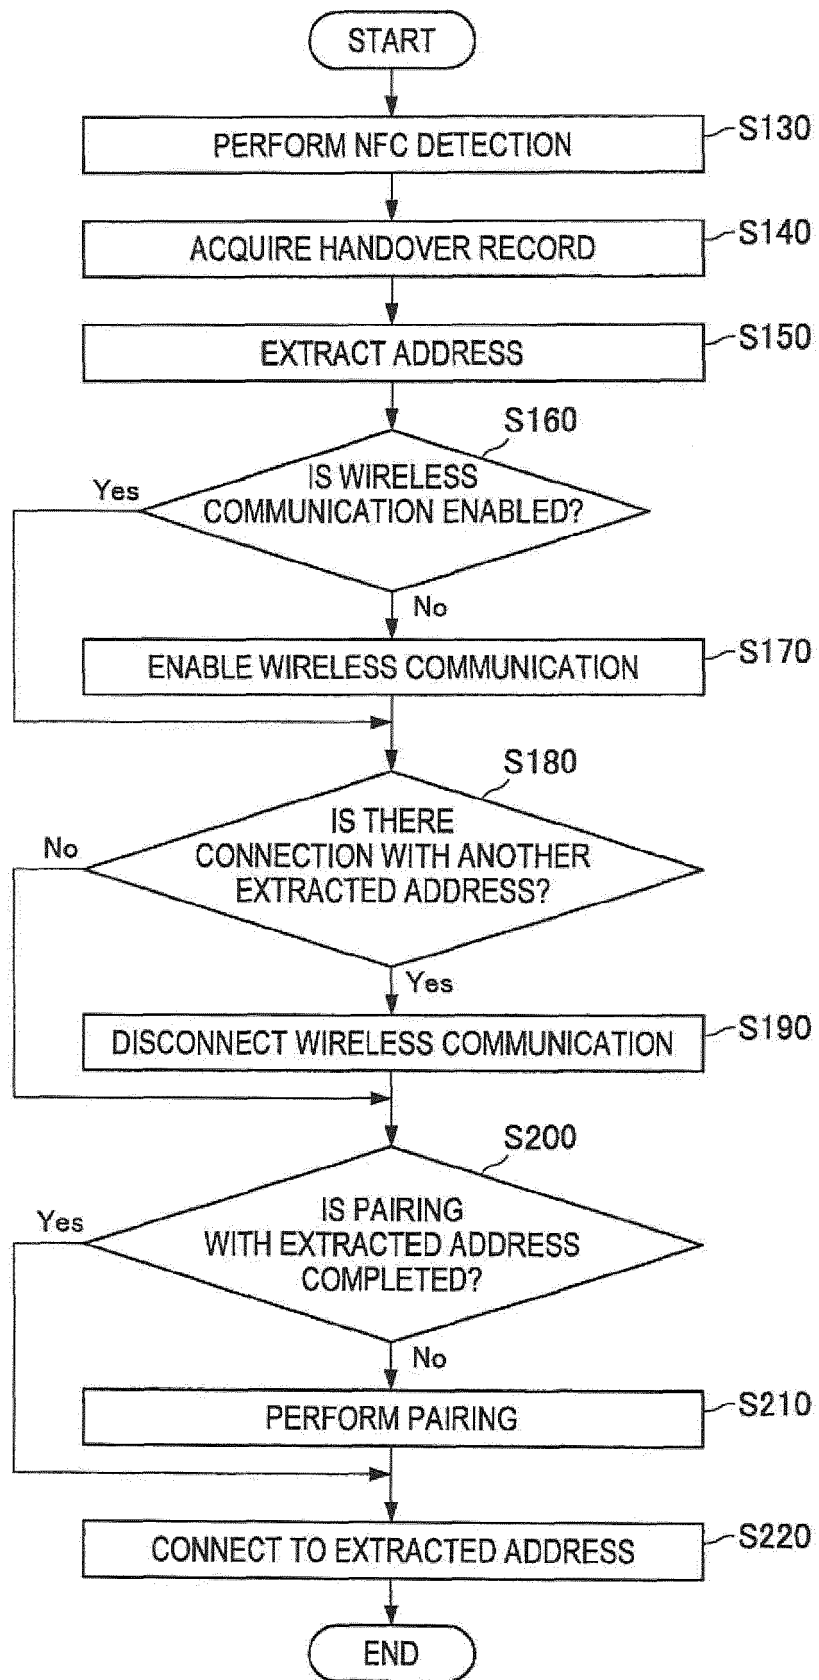 START
PERFORM NFC DETECTION
S130
ACQUIRE HANDOVER RECORD
S140
EXTRACT ADDRESS
S150
S160
IS WIRELESS
COMMUNICATION ENABLED?
Yes
No
ENABLE WIRELESS COMMUNICATION
S170
S180
IS THERE
CONNECTION WITH ANOTHER
EXTRACTED ADDRESS?
No
Yes
DISCONNECT WIRELESS COMMUNICATION
S190
S200
IS PAIRING
WITH EXTRACTED ADDRESS
COMPLETED?
Yes
No
PERFORM PAIRING
S210
CONNECT TO EXTRACTED ADDRESS
S220
END